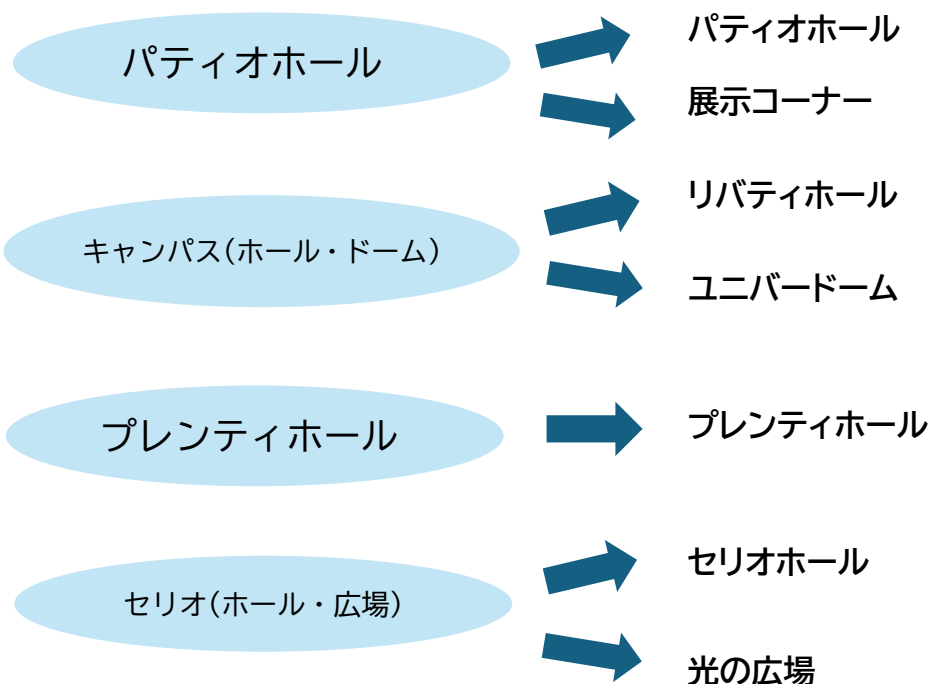 パティオホール
パティオホール
展示コーナー
キャンパス(ホール・ドーム)
リバティホール
ユニバードーム
プレンティホール
プレンティホール
セリオ(ホール・広場)
セリオホール
光の広場